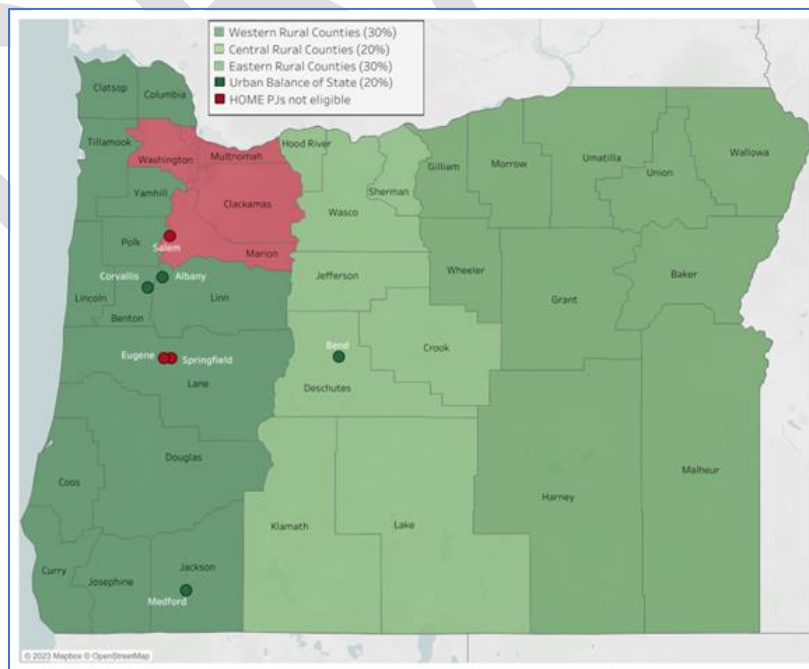 Western Rural Counties (30%)
Central Rural Counties (20%)
Eastern Rural Counties (30%)
Urban Balance of State (20%)
HOME PJs not eligible
Clatsop
Columbia
Tillamook
Washington
Multnomah
Hood River
Yamhill
Clackamas
Wasco
Sherman
Gilliam
Morrow
Umatilla
Union
Wallowa
Polk
Salem
Marion
Corvallis
Albany
Lincoln
Benton
Linn
Jefferson
Wheeler
Grant
Baker
Eugene
Springfield
Lane
Bend
Crook
Deschutes
Douglas
Coos
Klamath
Lake
Harney
Malheur
Curry
Josephine
Jackson
Medford
© 2023 Mapbox © OpenStreetMap